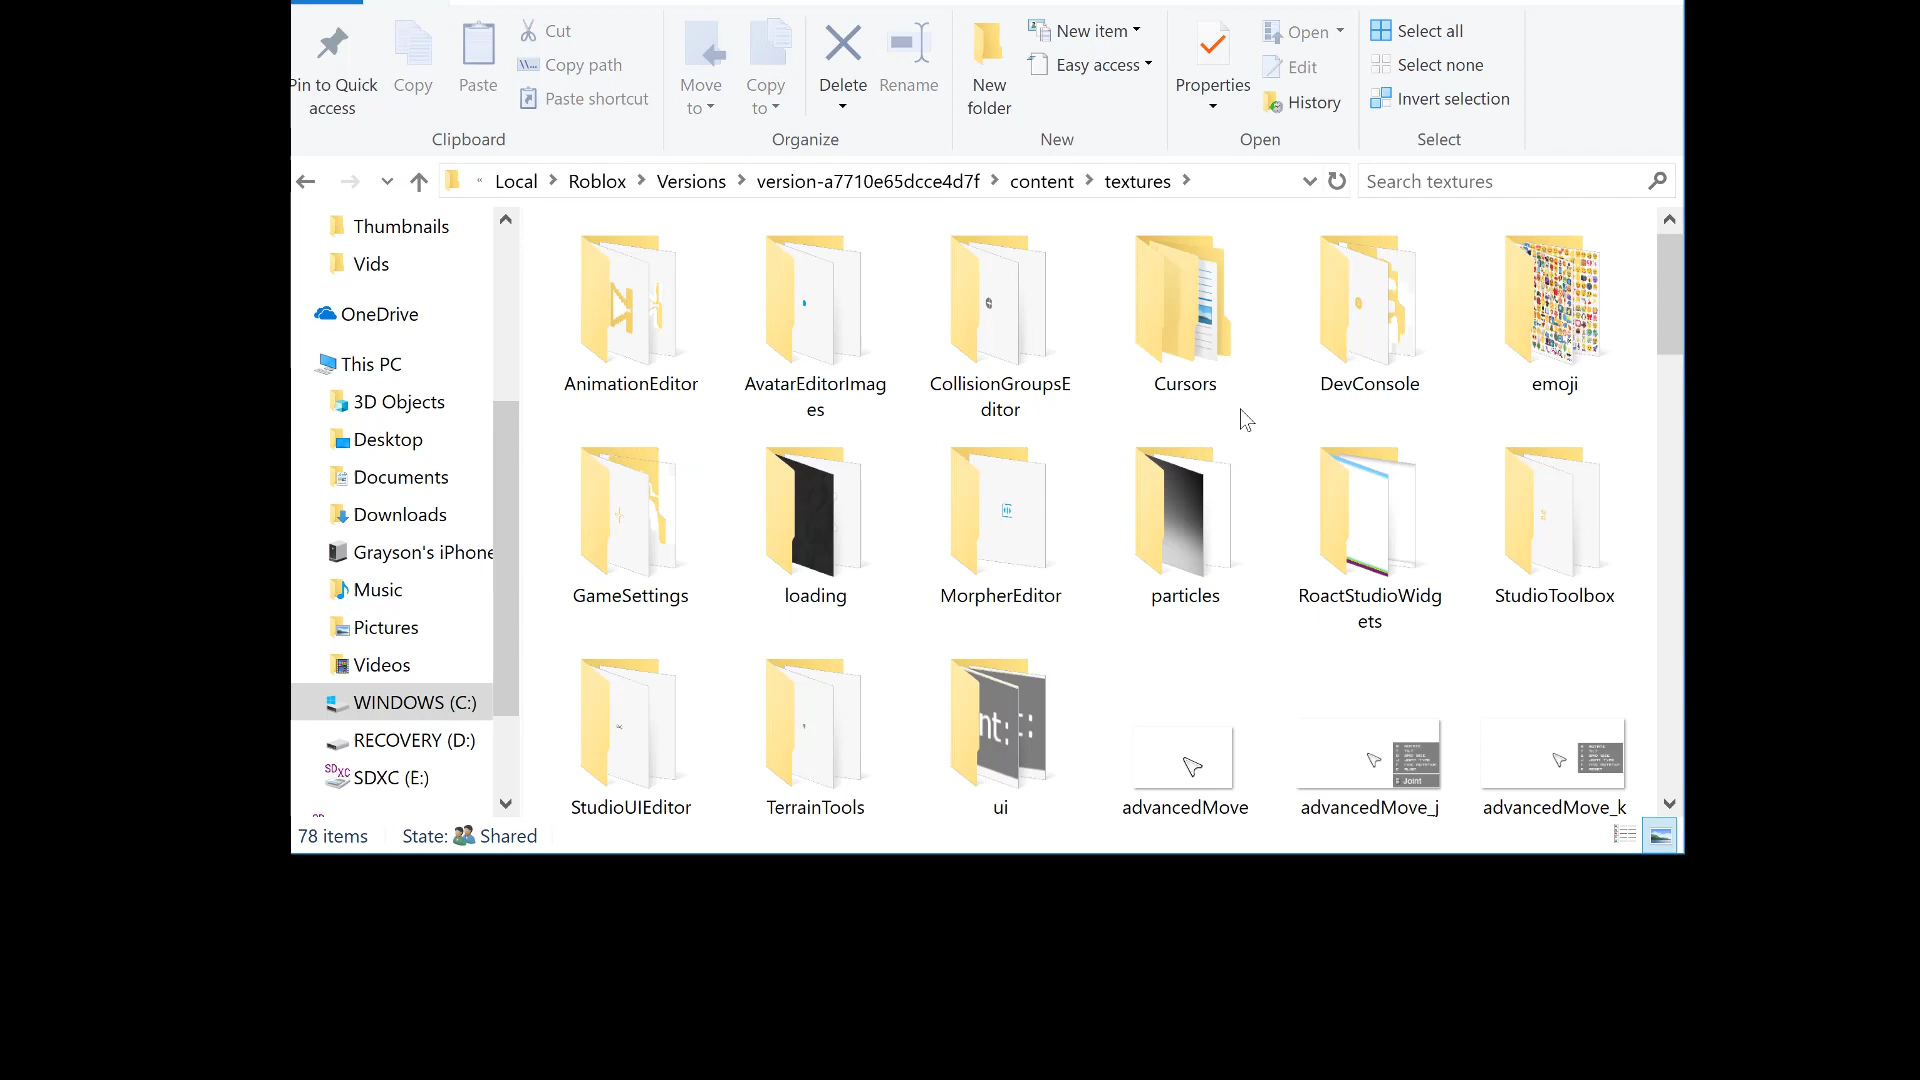 Pin to Quick
access
Copy
Paste
Cut
Copy path
Paste shortcut
Clipboard
Move
to
Copy
to
Delete
Rename
Organize
New
folder
New item
Easy access
New
Properties
Open
Edit
History
Open
Select all
Select none
Invert selection
Select
« Local > Roblox > Versions > version-a7710e65dcce4d7f > content > textures >
Search textures
Thumbnails
Vids
OneDrive
This PC
3D Objects
Desktop
Documents
Downloads
Grayson's iPhone
Music
Pictures
Videos
WINDOWS (C:)
RECOVERY (D:)
SDXC (E:)
AnimationEditor
AvatarEditorImag
es
CollisionGroupsE
ditor
Cursors
DevConsole
emoji
GameSettings
loading
MorpherEditor
particles
RoactStudioWidg
ets
StudioToolbox
StudioUIEditor
TerrainTools
ui
advancedMove
Joint
advancedMove_j
advancedMove_k
78 items
State:
Shared